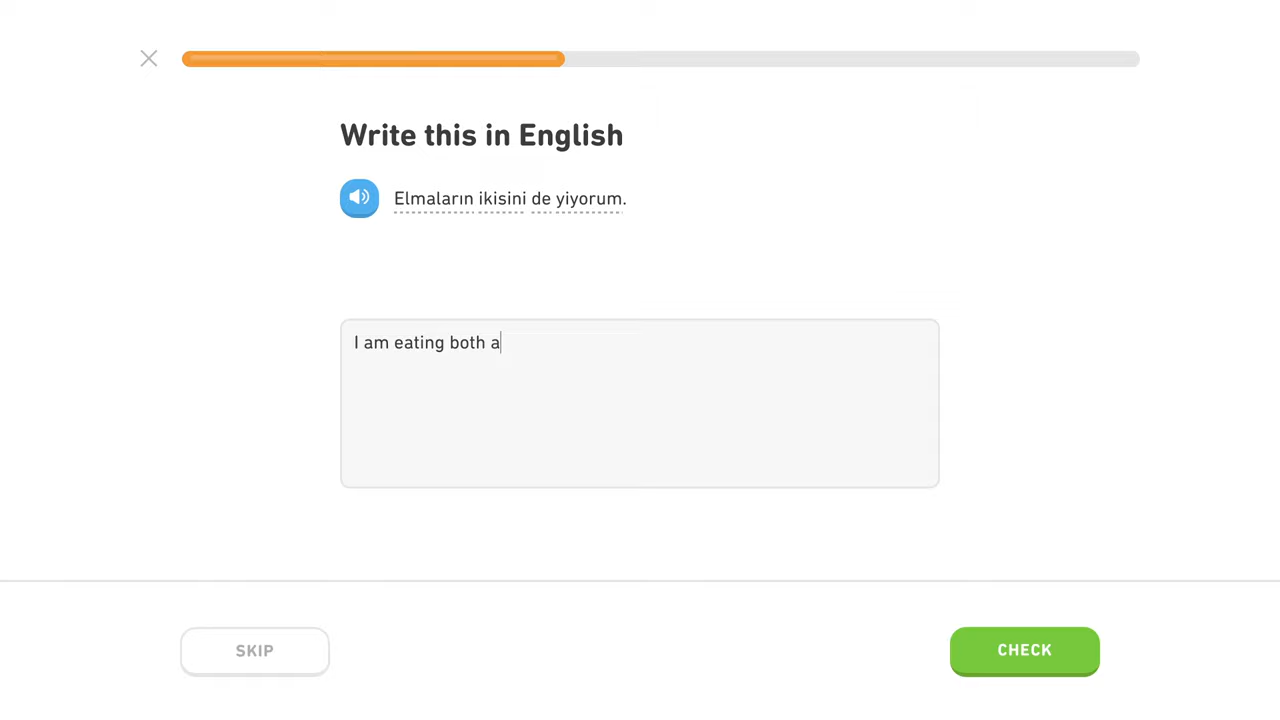 Write this in English
Elmaların ikisini de yiyorum.
I am eating both a
SKIP
CHECK